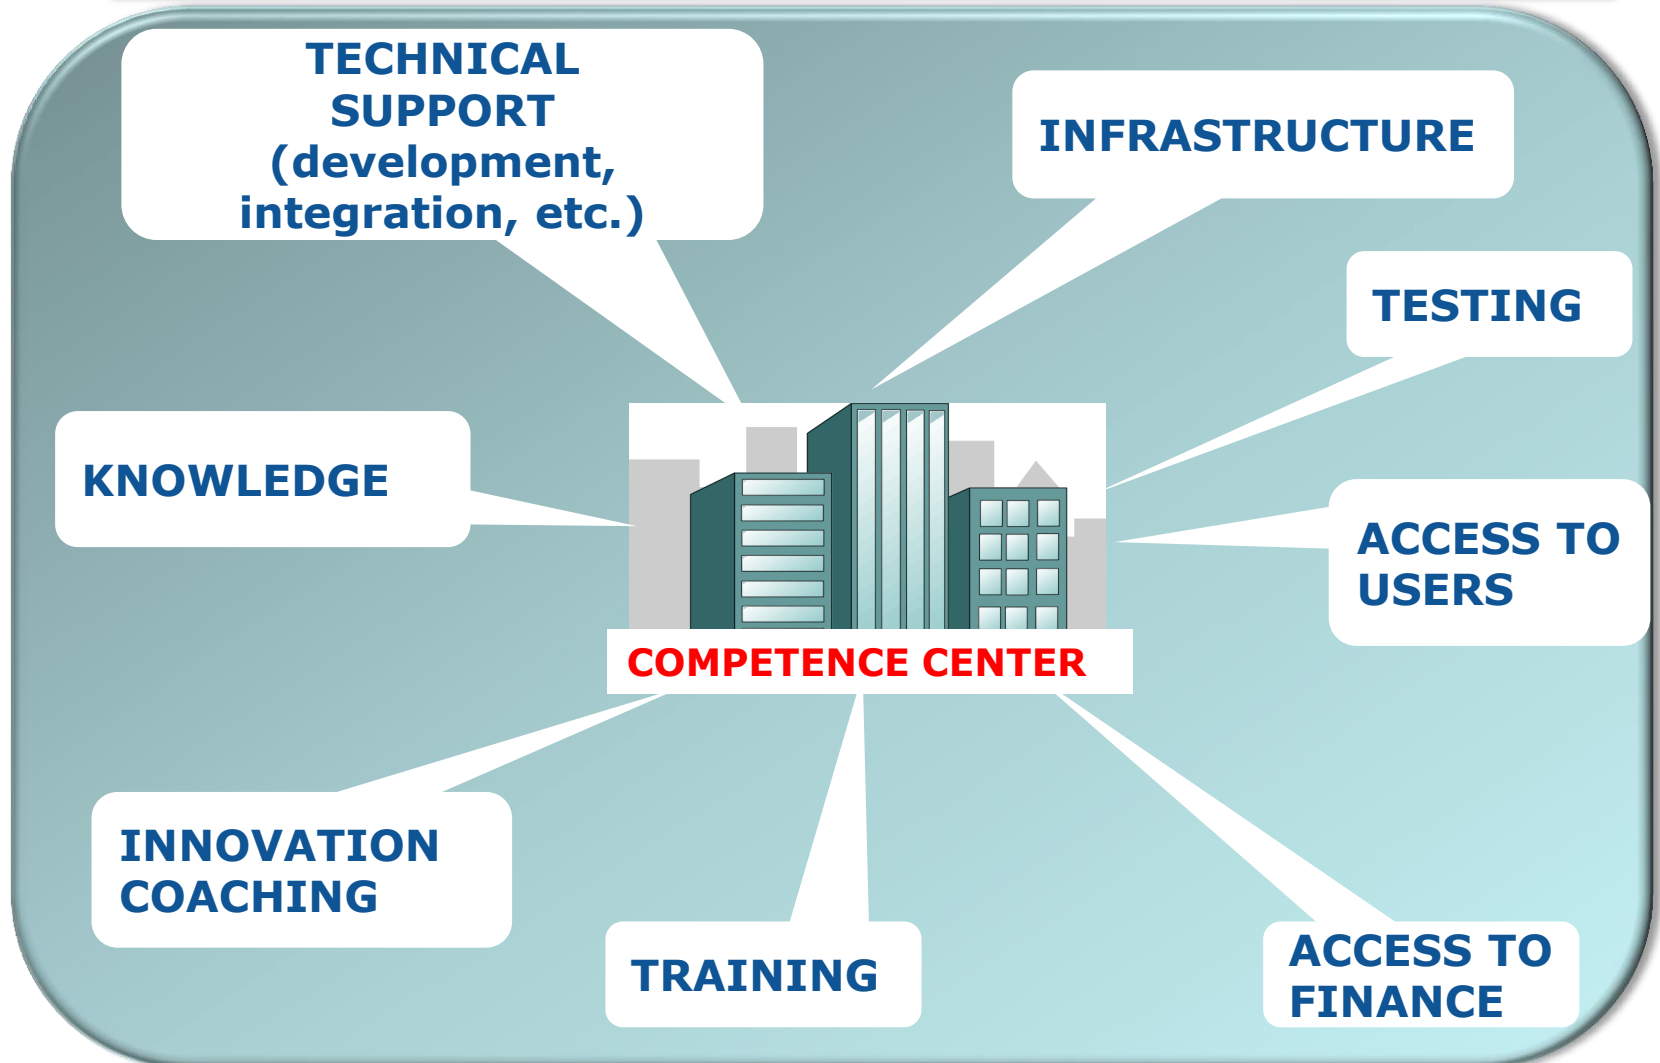 TECHNICAL
SUPPORT
(development,
integration, etc.)
INFRASTRUCTURE
TESTING
KNOWLEDGE
ACCESS TO
USERS
COMPETENCE CENTER
INNOVATION
COACHING
TRAINING
ACCESS TO
FINANCE